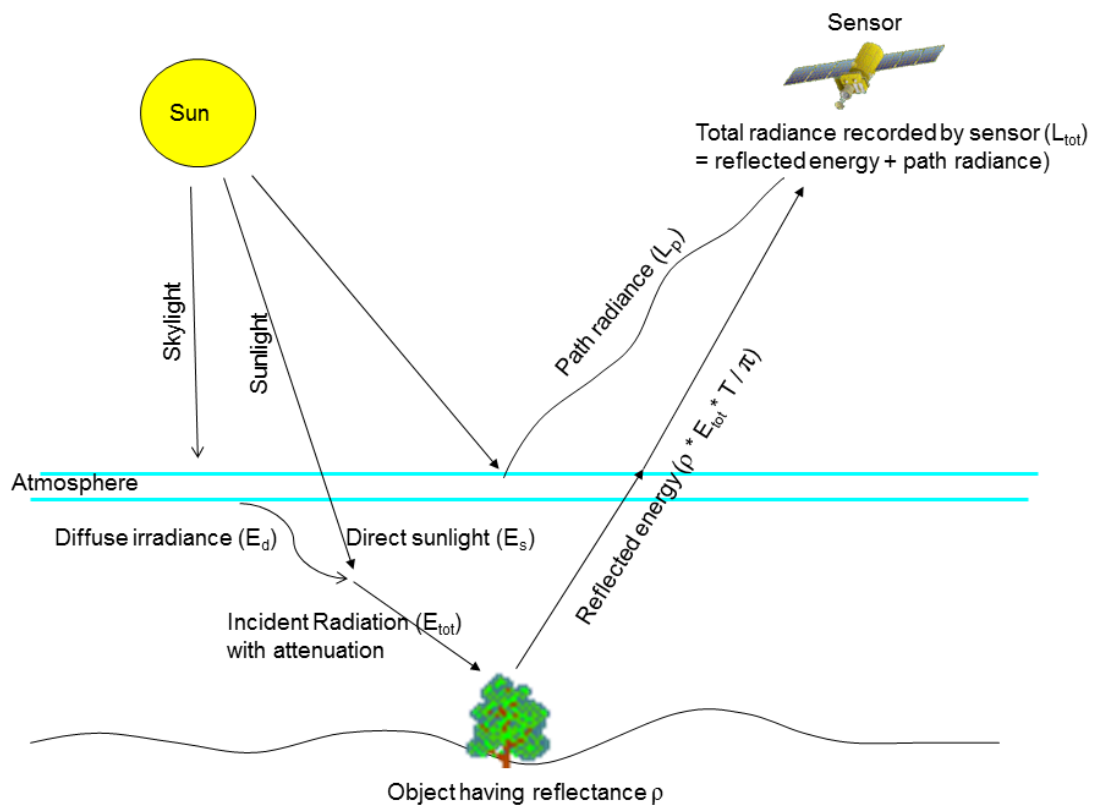 Sensor
Sun
Total radiance recorded by sensor (Ltot)
= reflected energy + path radiance)
Skylight
Sunlight
Path radiance (Lp)
Reflected energy (ρ * Etot * T / π)
Atmosphere
Diffuse irradiance (Ed)
Direct sunlight (Es)
Incident Radiation (Etot)
with attenuation
Object having reflectance ρ